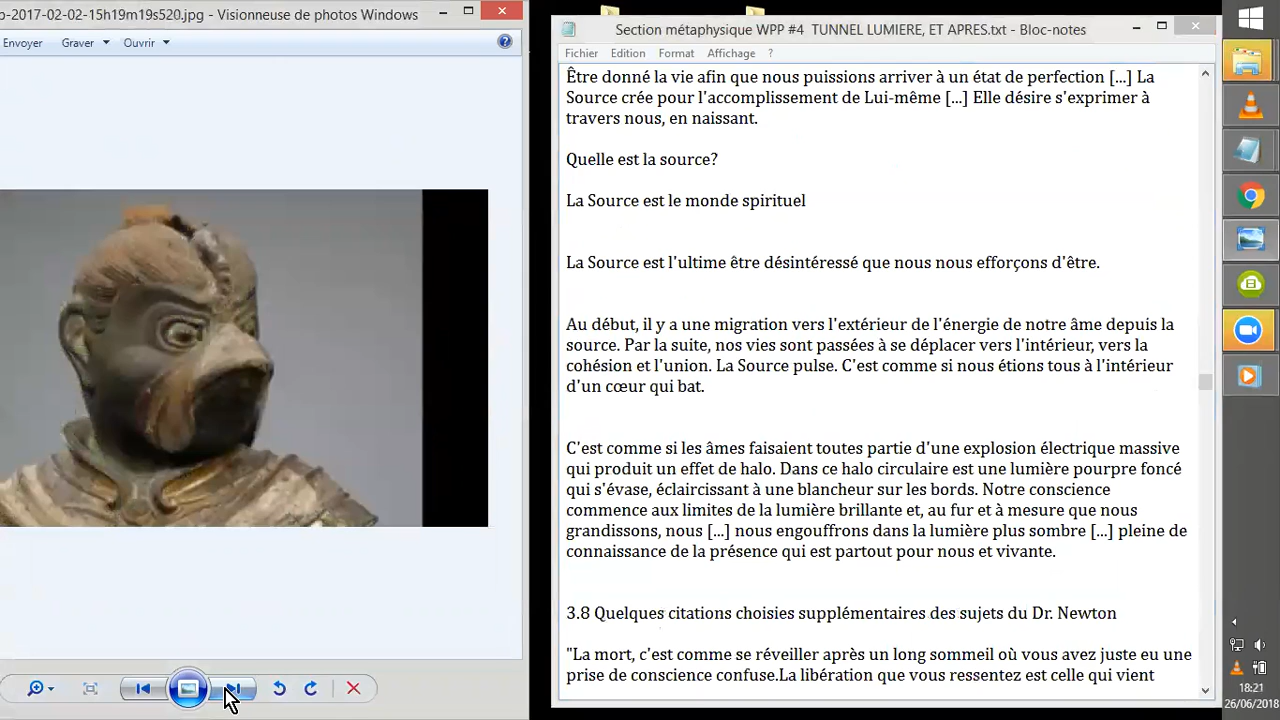 -2017_12_02-15h19m19s520.jpg - Visionneuse de photos Windows
Envoyer Graver Ouvrir ?
Section métaphysique WPP #4 TUNNEL LUMIERE, ET APRES.txt - Bloc-notes
Fichier Edition Format Affichage ?
Être donné la vie afin que nous puissions arriver à un état de perfection [...] La
Source crée pour l'accomplissement de Lui-même [...] Elle désire s'exprimer à
travers nous, en naissant.
Quelle est la source?
La Source est le monde spirituel
La Source est l'ultime être désintéressé que nous nous efforçons d'être.
Au début, il y a une migration vers l'extérieur de l'énergie de notre âme depuis la
source. Par la suite, nos vies sont passées à se déplacer vers l'intérieur, vers la
cohésion et l'union. La Source pulse. C'est comme si nous étions tous à l'intérieur
d'un cœur qui bat.
C'est comme si les âmes faisaient toutes partie d'une explosion électrique massive
qui produit un effet de halo. Dans ce halo circulaire est une lumière pourpre foncé
qui s'évase, éclaircissant à une blancheur sur les bords. Notre conscience
commence aux limites de la lumière brillante et, au fur et à mesure que nous
grandissons, nous [...] nous engouffrons dans la lumière plus sombre [...] pleine de
connaissance de la présence qui est partout pour nous et vivante.
3.8 Quelques citations choisies supplémentaires des sujets du Dr. Newton
"La mort, c'est comme se réveiller après un long sommeil où vous avez juste eu une
prise de conscience confuse.La libération que vous ressentez est celle qui vient
18:21
26/06/2018